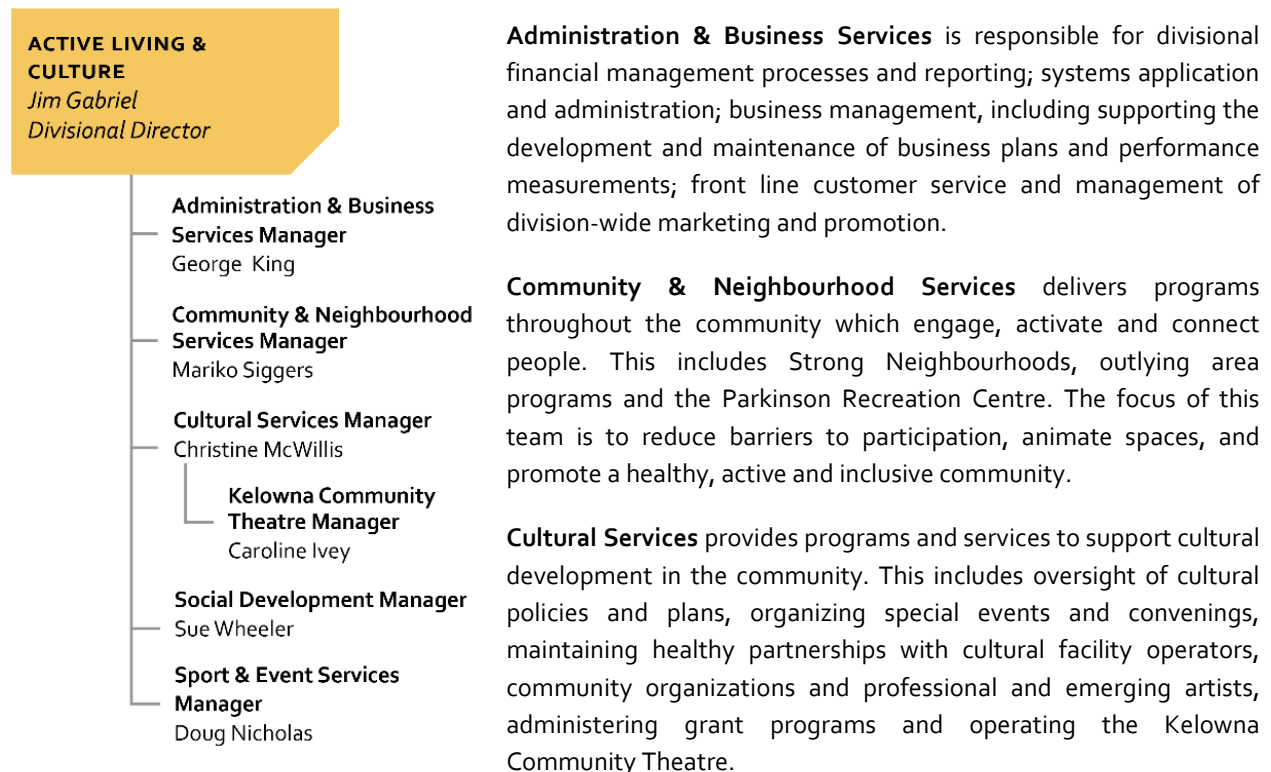 ACTIVE LIVING &
CULTURE
Jim Gabriel
Divisional Director
Administration & Business
Services Manager
George King
Community & Neighbourhood
Services Manager
Mariko Siggers
Cultural Services Manager
Christine McWillis
Kelowna Community
Theatre Manager
Caroline Ivey
Social Development Manager
Sue Wheeler
Sport & Event Services
Manager
Doug Nicholas
Administration & Business Services is responsible for divisional
financial management processes and reporting; systems application
and administration; business management, including supporting the
development and maintenance of business plans and performance
measurements; front line customer service and management of
division-wide marketing and promotion.
Community & Neighbourhood Services delivers programs
throughout the community which engage, activate and connect
people. This includes Strong Neighbourhoods, outlying area
programs and the Parkinson Recreation Centre. The focus of this
team is to reduce barriers to participation, animate spaces, and
promote a healthy, active and inclusive community.
Cultural Services provides programs and services to support cultural
development in the community. This includes oversight of cultural
policies and plans, organizing special events and convenings,
maintaining healthy partnerships with cultural facility operators,
community organizations and professional and emerging artists,
administering grant programs and operating the Kelowna
Community Theatre.